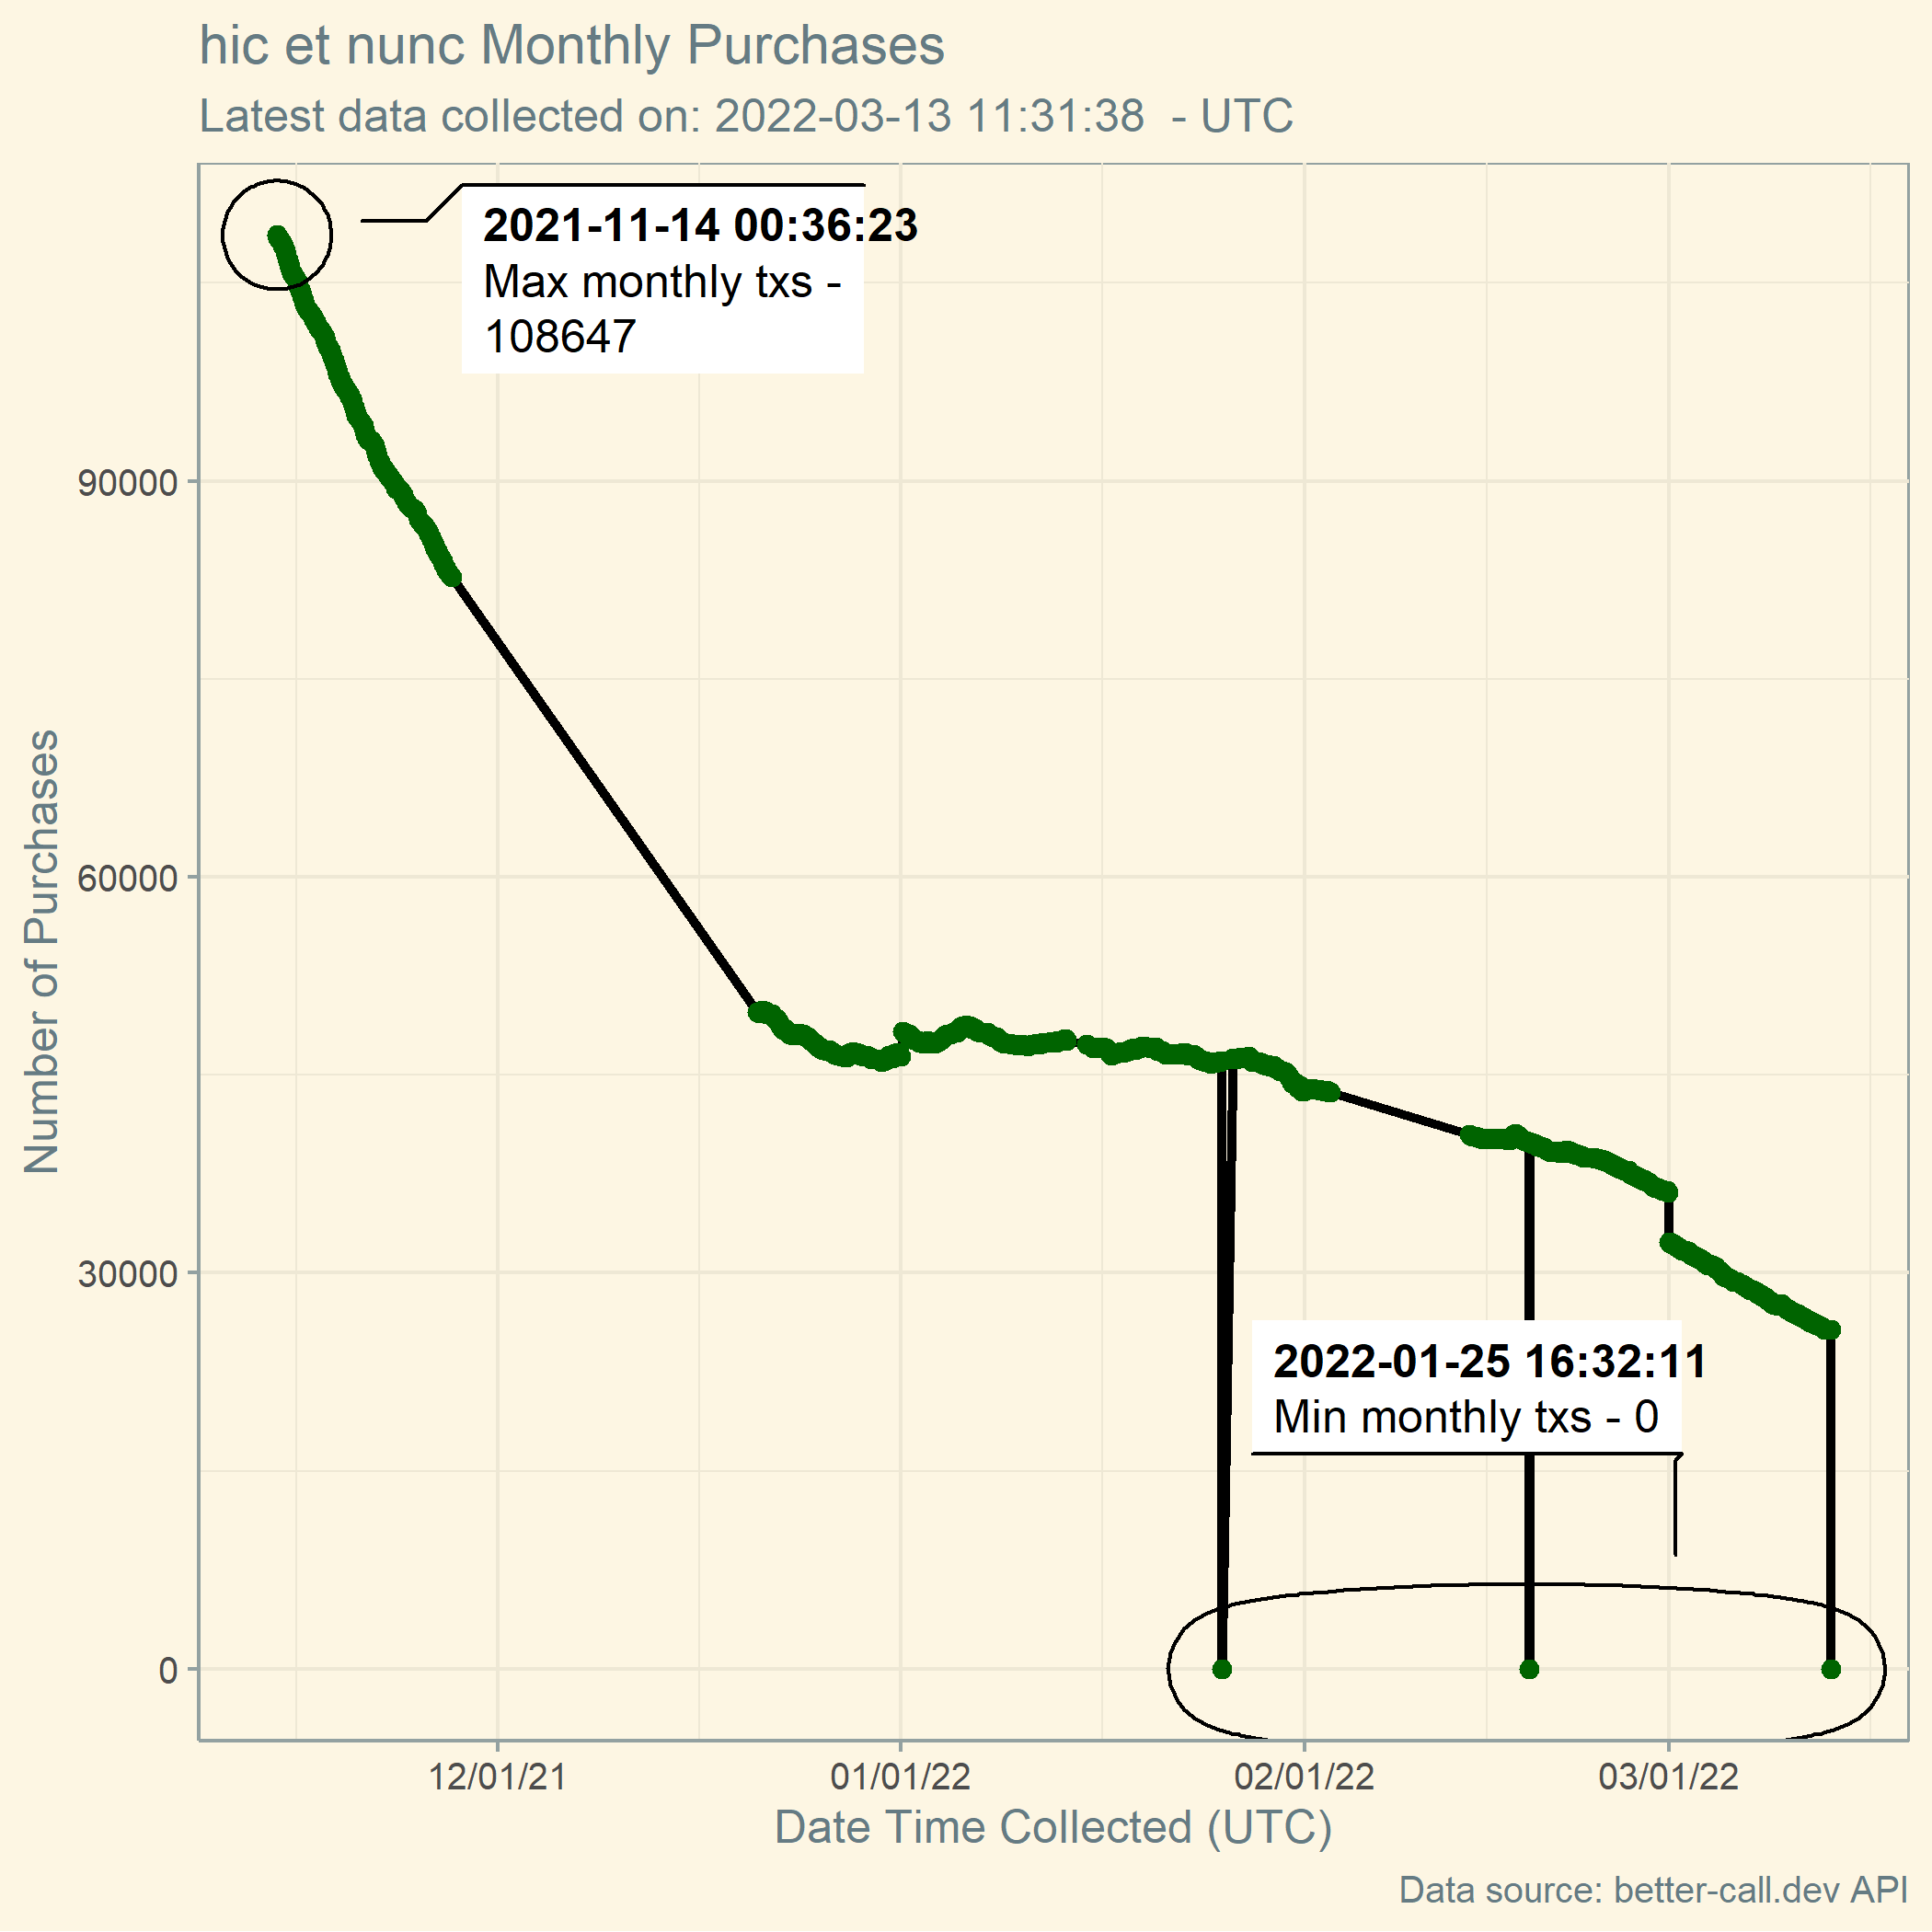 hic et nunc Monthly Purchases
Latest data collected on: 2022-03-13 11:31:38  - UTC
2021-11-14 00:36:23
Max monthly txs -
108647
90000
60000
30000
0
Number of Purchases
2022-01-25 16:32:11
Min monthly txs - 0
12/01/21
01/01/22
02/01/22
03/01/22
Date Time Collected (UTC)
Data source: better-call.dev API